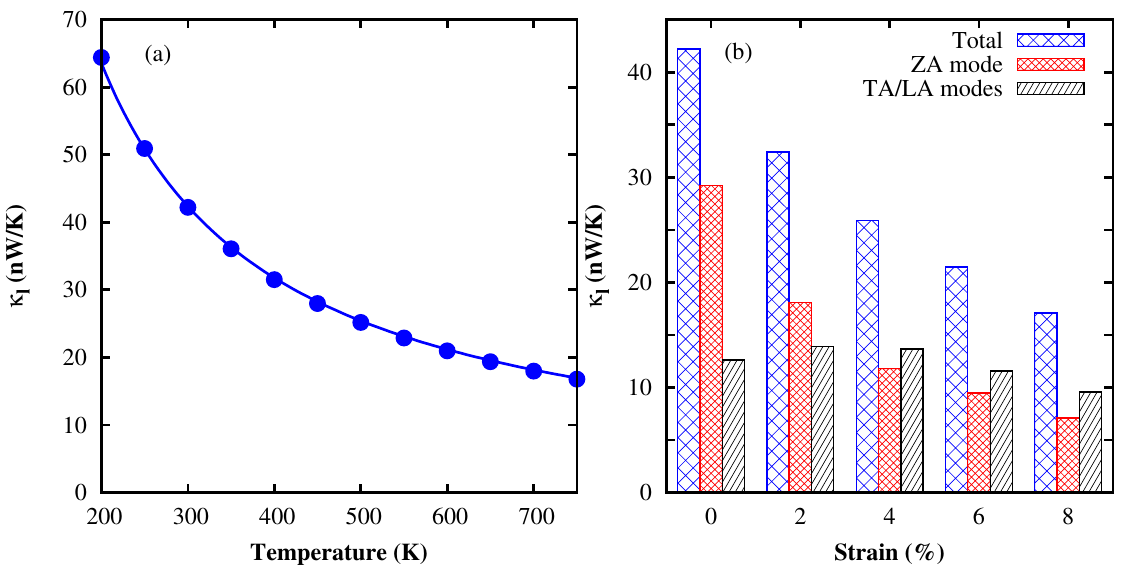 70
60
50
40
30
20
10
0
(a)
κl (nW/K)
200
300
400
500
600
700
Temperature (K)
40
30
20
10
0
(b)
Total
ZA mode
TA/LA modes
κl (nW/K)
0
2
4
6
8
Strain (%)